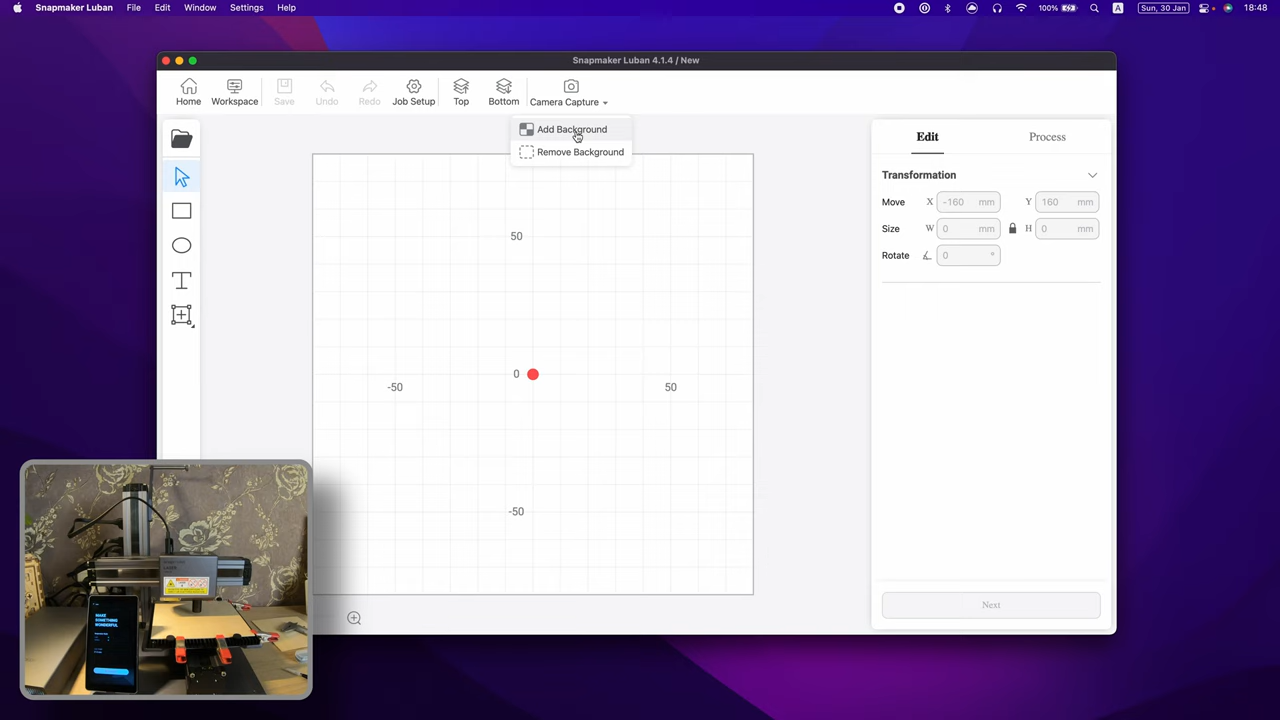 Snapmaker Luban File Edit Window Settings Help
100% A Sun, 30 Jan 18:48
Snapmaker Luban 4.1.4 / New
Home Workspace Save Undo Redo Job Setup Top Bottom Camera Capture
Add Background
Remove Background
Edit Process
Transformation
Move X -160 mm Y 160 mm
Size W 0 mm H 0 mm
Rotate 0 °
50
0
-50 50
-50
Next
MAKE
SOMETHING
WONDERFUL